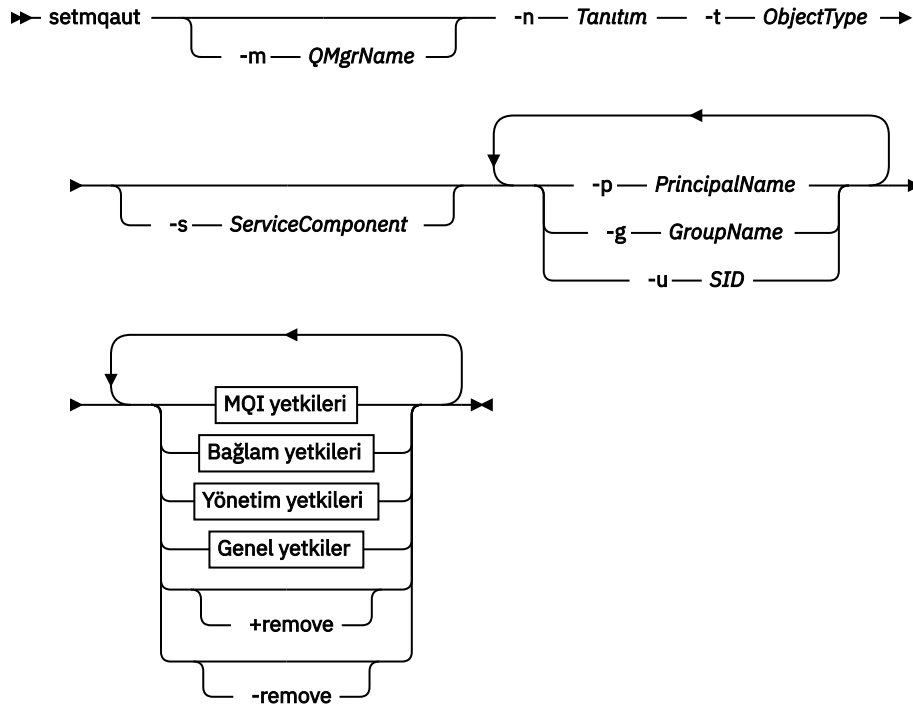 setmqaut -n Tanıtım -t ObjectType
-m QMgrName
-p PrincipalName
-s ServiceComponent -g GroupName
-u SID
MQI yetkileri
Bağlam yetkileri
Yönetim yetkileri
Genel yetkiler
+remove
-remove